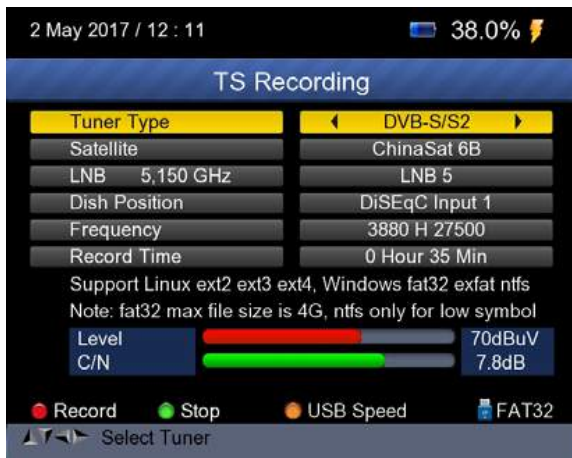 2 May 2017 / 12 : 11 38.0%
TS Recording
Tuner Type DVB-S/S2
Satellite ChinaSat 6B
LNB 5,150 GHz LNB 5
Dish Position DiSEqC Input 1
Frequency 3880 H 27500
Record Time 0 Hour 35 Min
Support Linux ext2 ext3 ext4, Windows fat32 exfat ntfs
Note: fat32 max file size is 4G, ntfs only for low symbol
Level 70dBuV
C/N 7.8dB
Record Stop USB Speed FAT32
Select Tuner